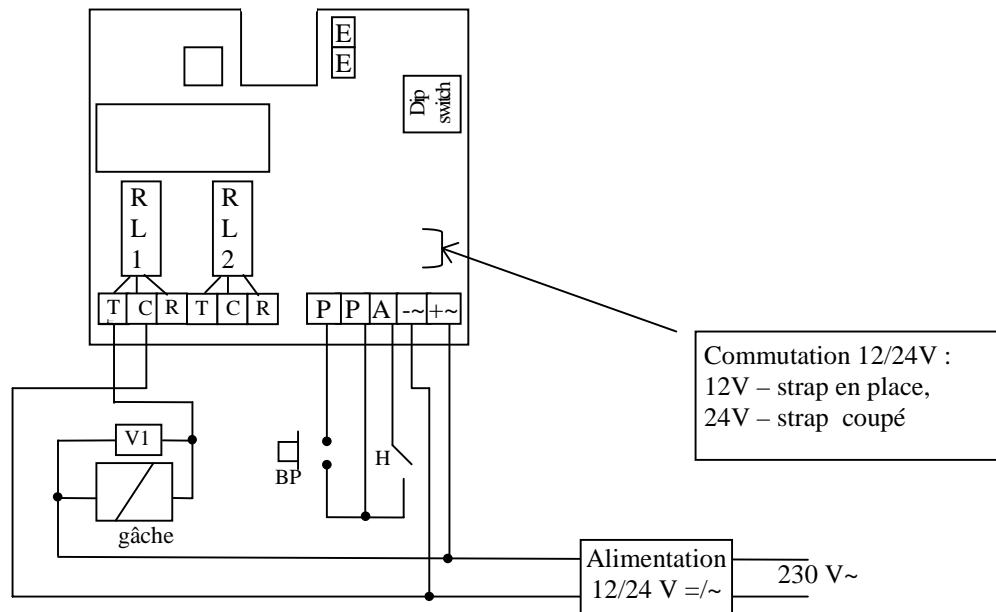 E
E
Dip
switch
R
L
1
R
L
2
T C R T C R
P P A -~ +~
Commutation 12/24V :
12V – strap en place,
24V – strap coupé
V1
BP
H
gâche
Alimentation
12/24 V =/~
230 V~